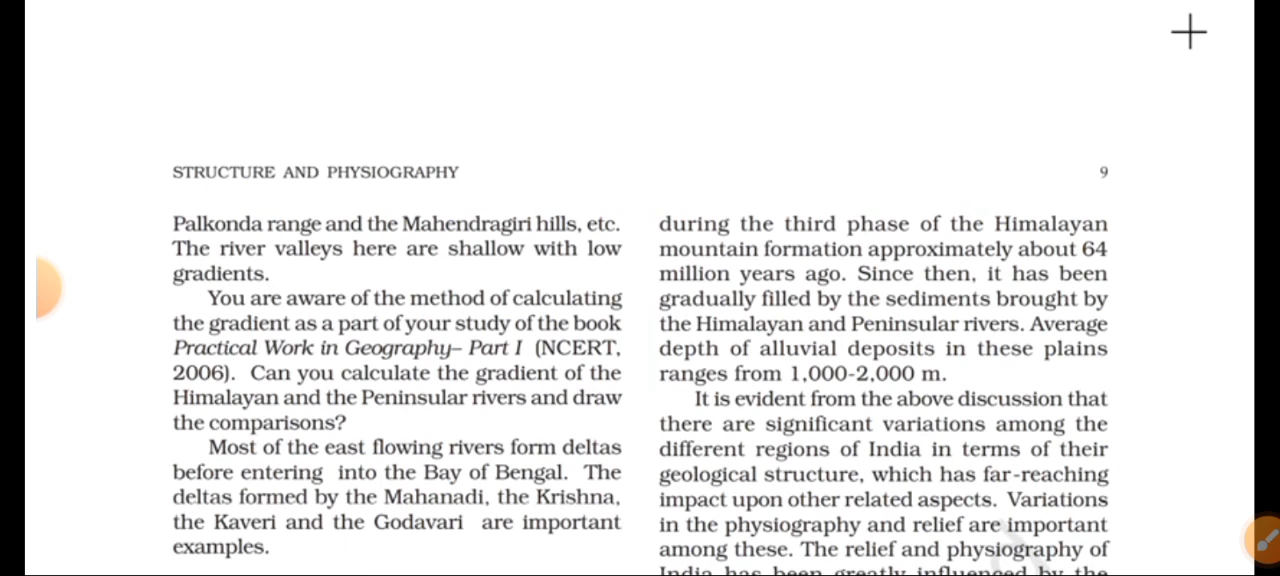 STRUCTURE AND PHYSIOGRAPHY 9
Palkonda range and the Mahendragiri hills, etc.
The river valleys here are shallow with low
gradients.
You are aware of the method of calculating
the gradient as a part of your study of the book
Practical Work in Geography– Part I (NCERT,
2006). Can you calculate the gradient of the
Himalayan and the Peninsular rivers and draw
the comparisons?
Most of the east flowing rivers form deltas
before entering into the Bay of Bengal. The
deltas formed by the Mahanadi, the Krishna,
the Kaveri and the Godavari are important
examples.
during the third phase of the Himalayan
mountain formation approximately about 64
million years ago. Since then, it has been
gradually filled by the sediments brought by
the Himalayan and Peninsular rivers. Average
depth of alluvial deposits in these plains
ranges from 1,000-2,000 m.
It is evident from the above discussion that
there are significant variations among the
different regions of India in terms of their
geological structure, which has far-reaching
impact upon other related aspects. Variations
in the physiography and relief are important
among these. The relief and physiography of
India has been greatly influenced by the